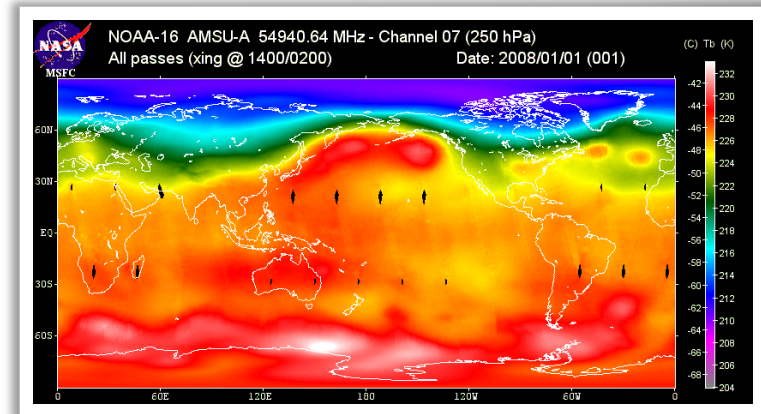 NASA
MSFC
NOAA-16 AMSU-A 54940.64 MHz - Channel 07 (250 hPa)
All passes (xing @ 1400/0200) Date: 2008/01/01 (001)
(C) Tb (K)
60N
30N
EQ
30S
60S
0 60E 120E 180 120W 60W 0
-42
-44
-46
-48
-50
-52
-54
-56
-58
-60
-62
-64
-66
-68
232
230
228
226
224
222
220
218
216
214
212
210
208
206
204